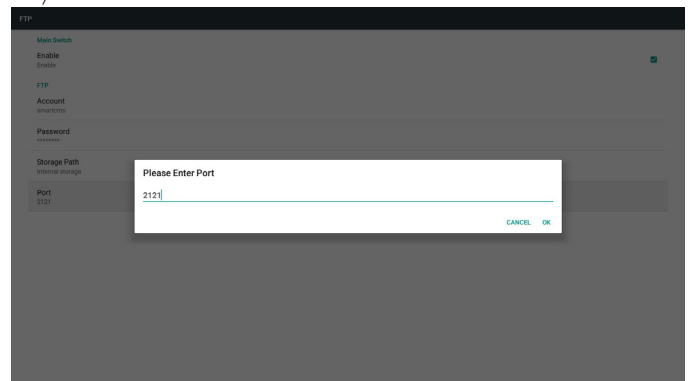 FTP
Main Switch
Enable
Enable
FTP
Account
smartcms
Password
********
Storage Path
Internal storage
Port
2121
Please Enter Port
2121
CANCEL OK